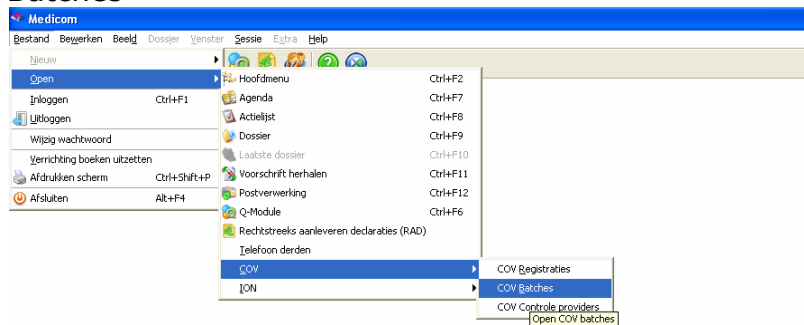 Batches
Medicom
Bestand Bewerken Beeld Dossier Venster Sessie Extra Help
Nieuw
Open
Inloggen Ctrl+F1
Uitloggen
Wijzig wachtwoord
Verrichting boeken uitzetten
Afdrukken scherm Ctrl+Shift+P
Afsluiten Alt+F4
Hoofdmenu Ctrl+F2
Agenda Ctrl+F7
Actielijst Ctrl+F8
Dossier Ctrl+F9
Laatste dossier Ctrl+F10
Voorschrift herhalen Ctrl+F11
Postverwerking Ctrl+F12
Q-Module Ctrl+F6
Rechtstreeks aanleveren declaraties (RAD)
Telefoon derden
COV
ION
COV Registraties
COV Batches
COV Controle providers
Open COV batches